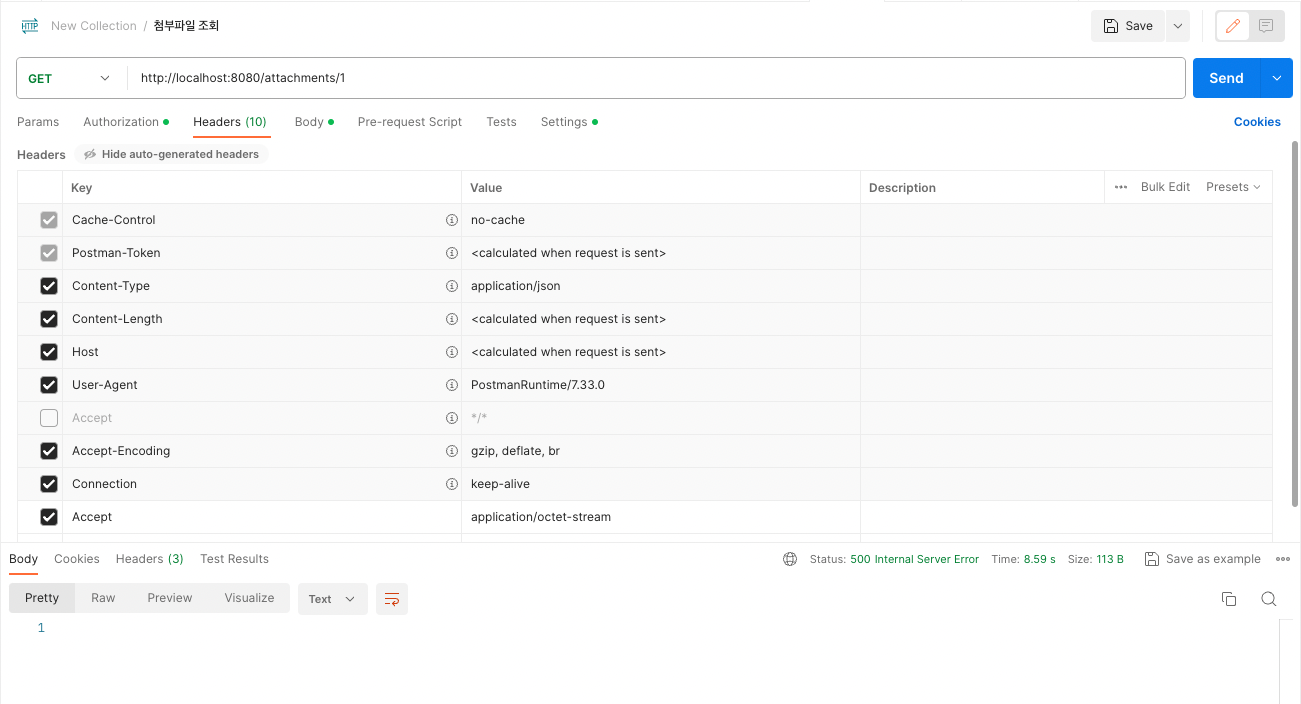 HTTP New Collection / 첨부파일 조회 Save
GET http://localhost:8080/attachments/1 Send
Params Authorization Headers (10) Body Pre-request Script Tests Settings Cookies
Headers Hide auto-generated headers
Key Value Description Bulk Edit Presets
Cache-Control no-cache
Postman-Token <calculated when request is sent>
Content-Type application/json
Content-Length <calculated when request is sent>
Host <calculated when request is sent>
User-Agent PostmanRuntime/7.33.0
Accept */*
Accept-Encoding gzip, deflate, br
Connection keep-alive
Accept application/octet-stream
Body Cookies Headers (3) Test Results Status: 500 Internal Server Error Time: 8.59 s Size: 113 B Save as example
Pretty Raw Preview Visualize Text
1